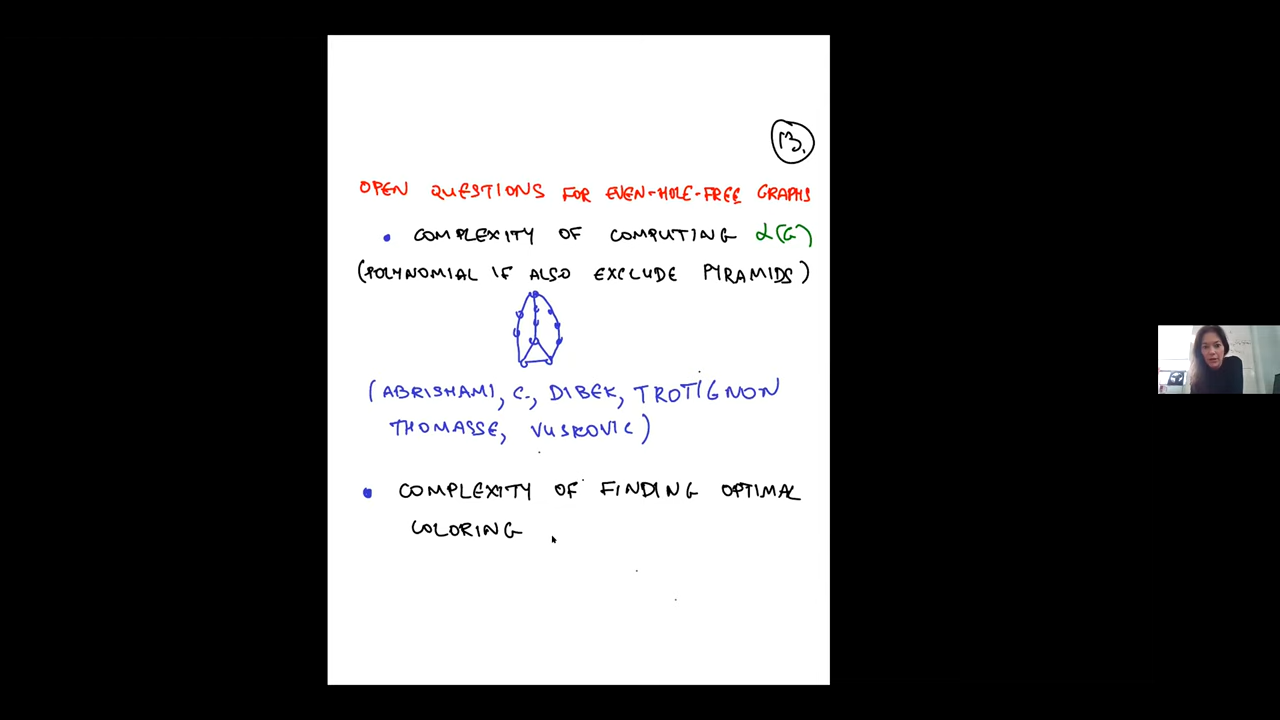 13.
OPEN QUESTIONS FOR EVEN-HOLE-FREE GRAPHS
• COMPLEXITY OF COMPUTING α(G)
(POLYNOMIAL IF ALSO EXCLUDE PYRAMIDS)
(ABRISHAMI, C., DIBEK, TROTIGNON
THOMASSE, VUSKOVIC)
• COMPLEXITY OF FINDING OPTIMAL
COLORING